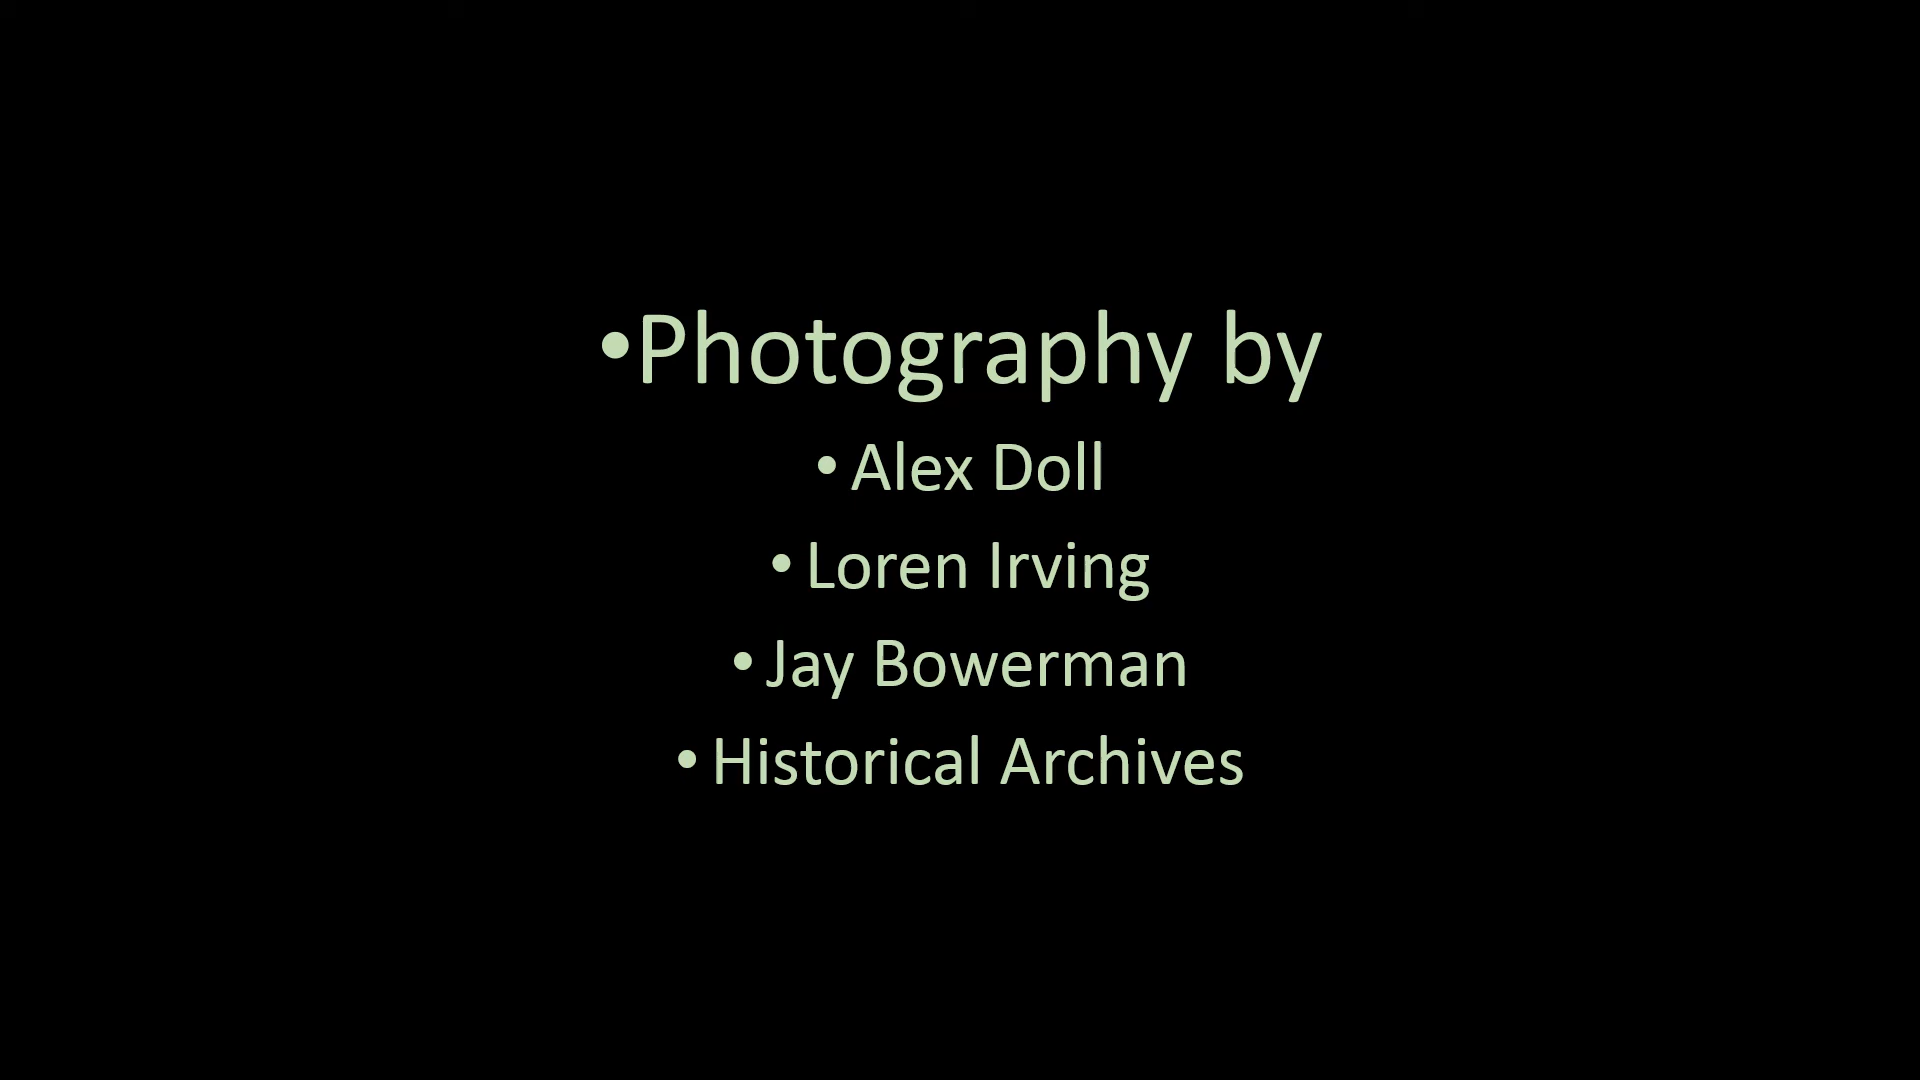 •Photography by
• Alex Doll
• Loren Irving
• Jay Bowerman
• Historical Archives